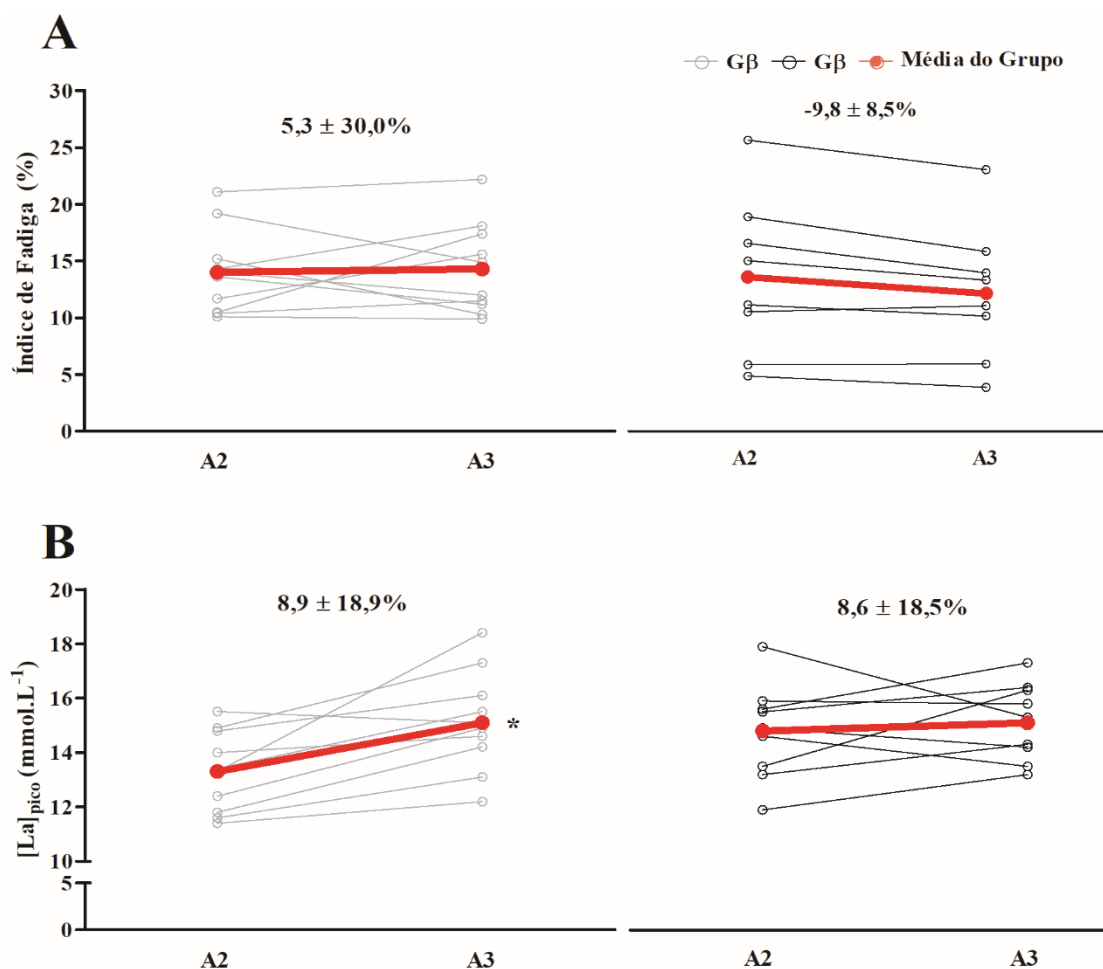 A
Gβ Gβ Média do Grupo
Índice de Fadiga (%)
30
25
20
15
10
5
0
5,3 ± 30,0%
-9,8 ± 8,5%
A2 A3
A2 A3
B
[La]pico (mmol.L⁻¹)
20
18
16
14
12
10
5
0
8,9 ± 18,9%
*
8,6 ± 18,5%
A2 A3
A2 A3